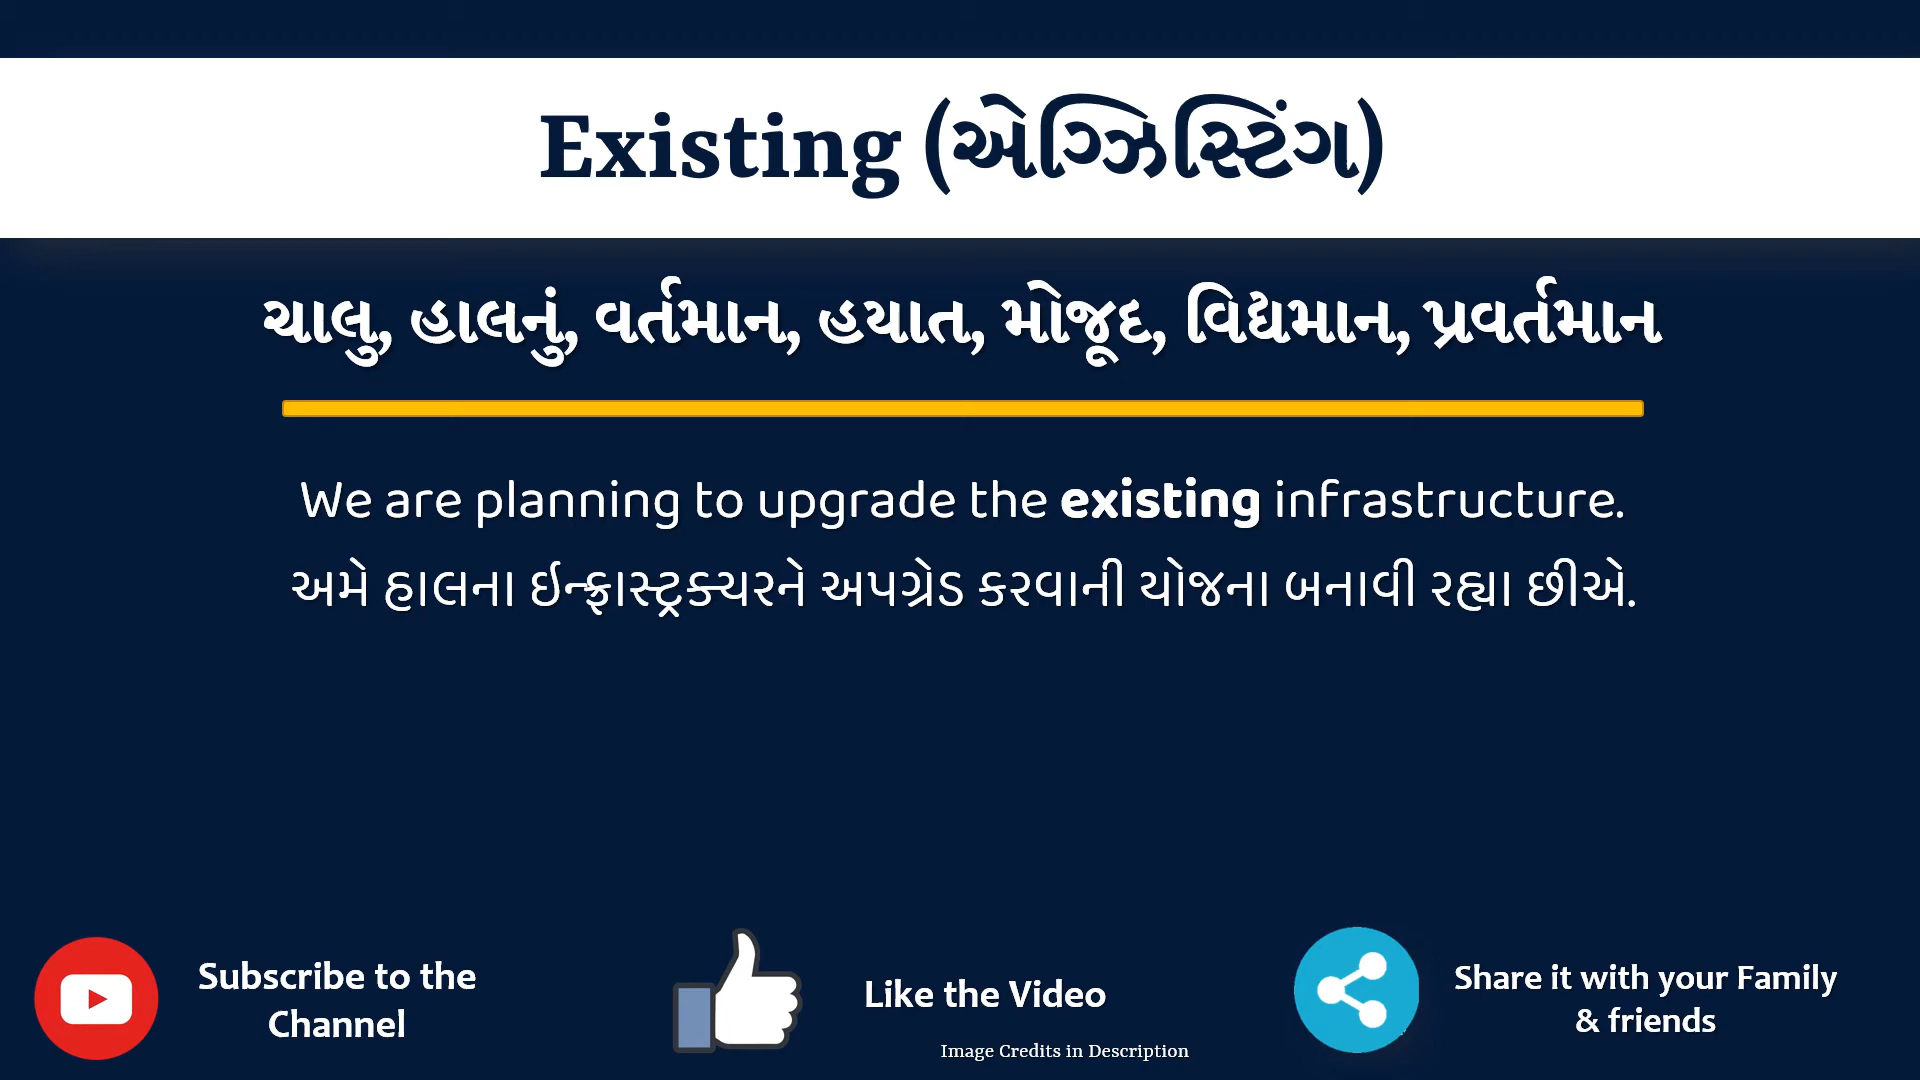 Existing (એગ્ઝિસ્ટિંગ)
ચાલુ, હાલનું, વર્તમાન, હયાત, મોજૂદ, વિદ્યમાન, પ્રવર્તમાન
We are planning to upgrade the existing infrastructure.
અમે હાલના ઇન્ફ્રાસ્ટ્રક્ચરને અપગ્રેડ કરવાની યોજના બનાવી રહ્યા છીએ.
Subscribe to the
Channel
Like the Video
Share it with your Family
& friends
Image Credits in Description